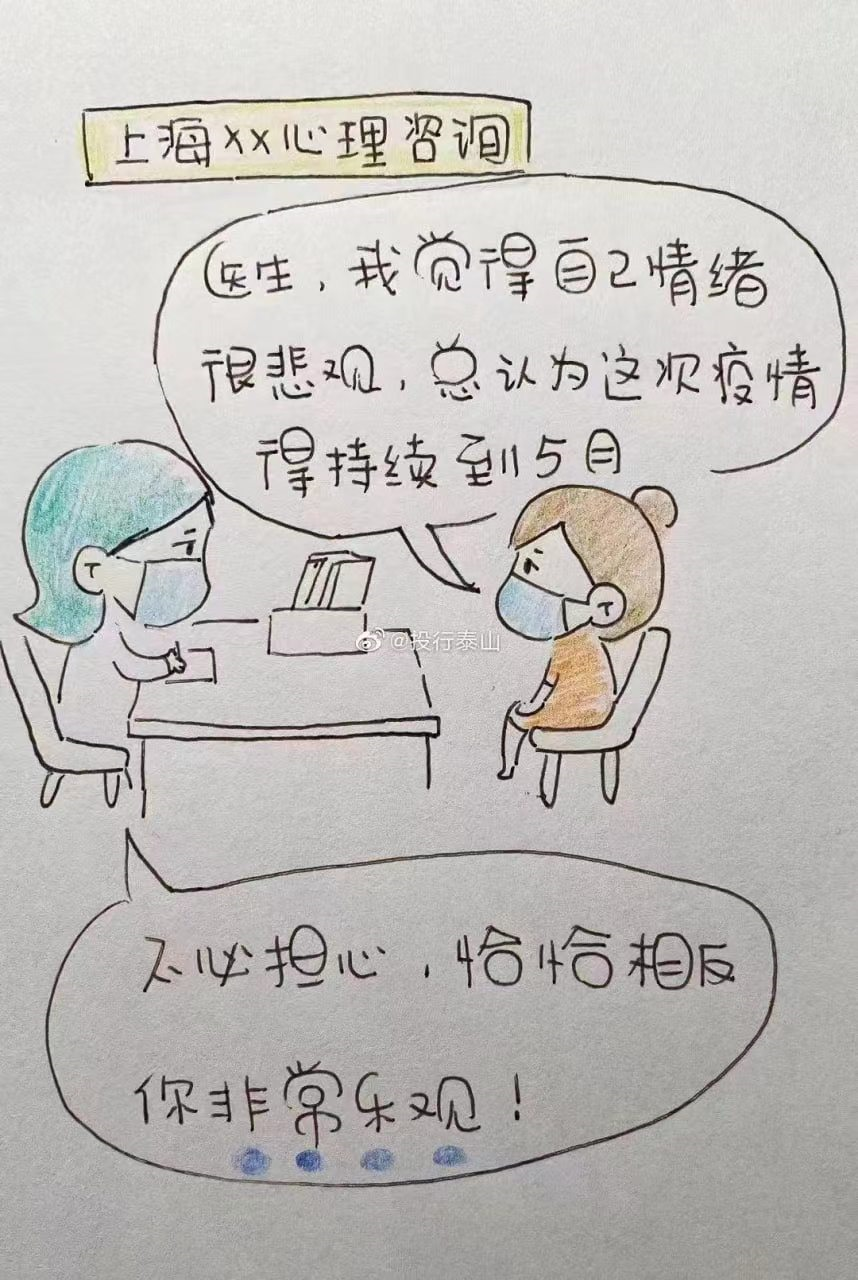 上海xx心理咨询
医生，我觉得自己情绪
很悲观，总认为这次疫情
得持续到15月
@投行泰山
不必担心，恰恰相反
你非常乐观！